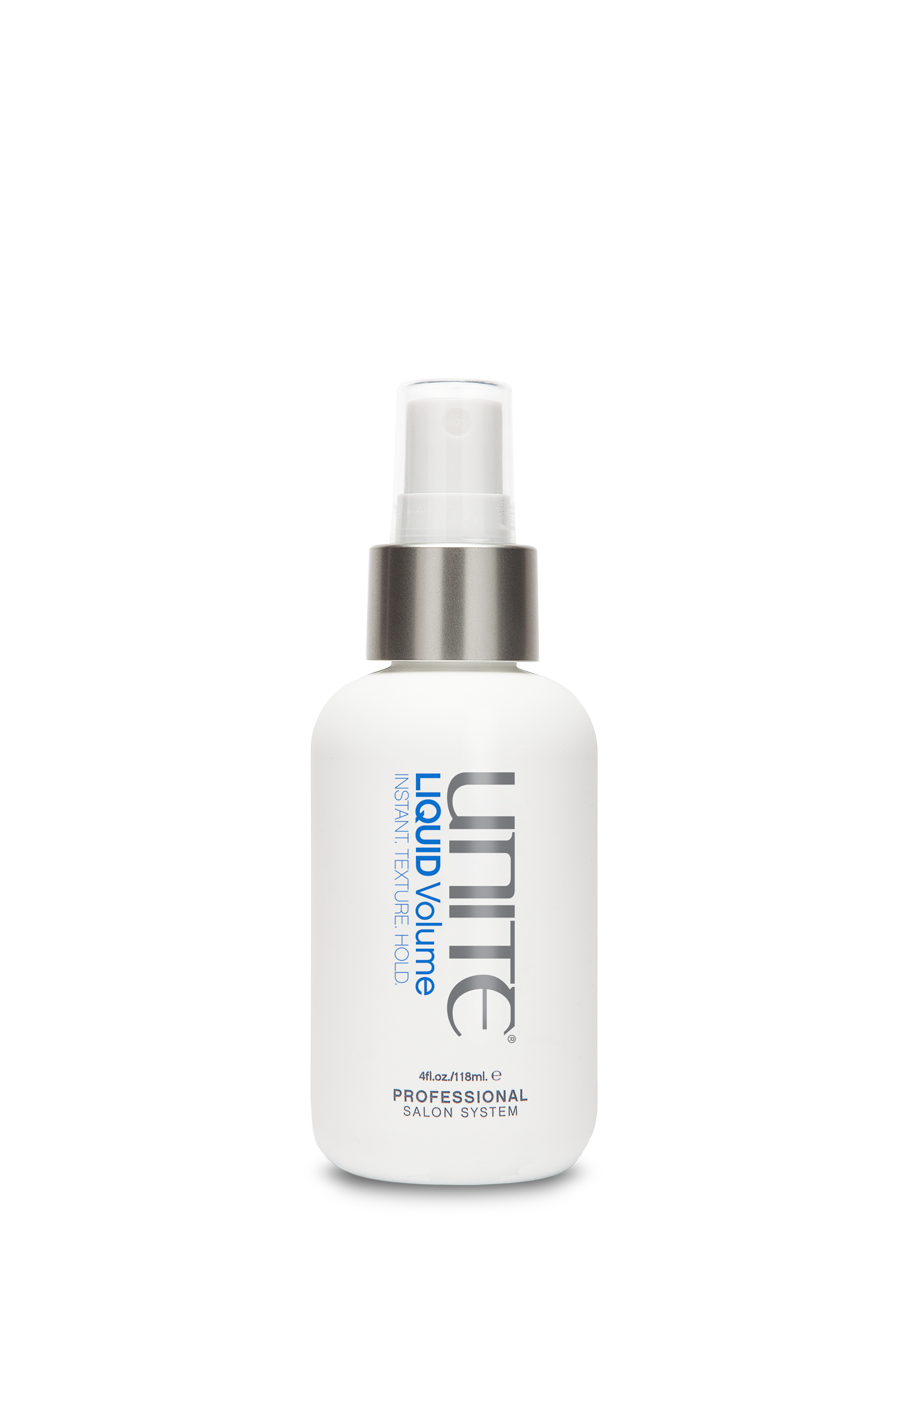 UNITE®
LIQUID Volume
INSTANT. TEXTURE. HOLD.
4fl.oz./118ml. ℮
PROFESSIONAL
SALON SYSTEM